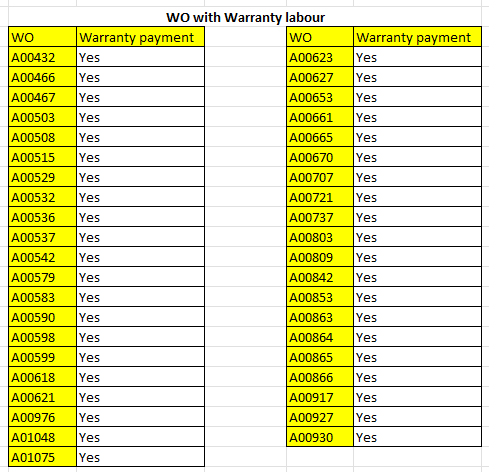 WO with Warranty labour
WO Warranty payment WO Warranty payment
A00432 Yes A00623 Yes
A00466 Yes A00627 Yes
A00467 Yes A00653 Yes
A00503 Yes A00661 Yes
A00508 Yes A00665 Yes
A00515 Yes A00670 Yes
A00529 Yes A00707 Yes
A00532 Yes A00721 Yes
A00536 Yes A00737 Yes
A00537 Yes A00803 Yes
A00542 Yes A00809 Yes
A00579 Yes A00842 Yes
A00583 Yes A00853 Yes
A00590 Yes A00863 Yes
A00598 Yes A00864 Yes
A00599 Yes A00865 Yes
A00618 Yes A00866 Yes
A00621 Yes A00917 Yes
A00976 Yes A00927 Yes
A01048 Yes A00930 Yes
A01075 Yes